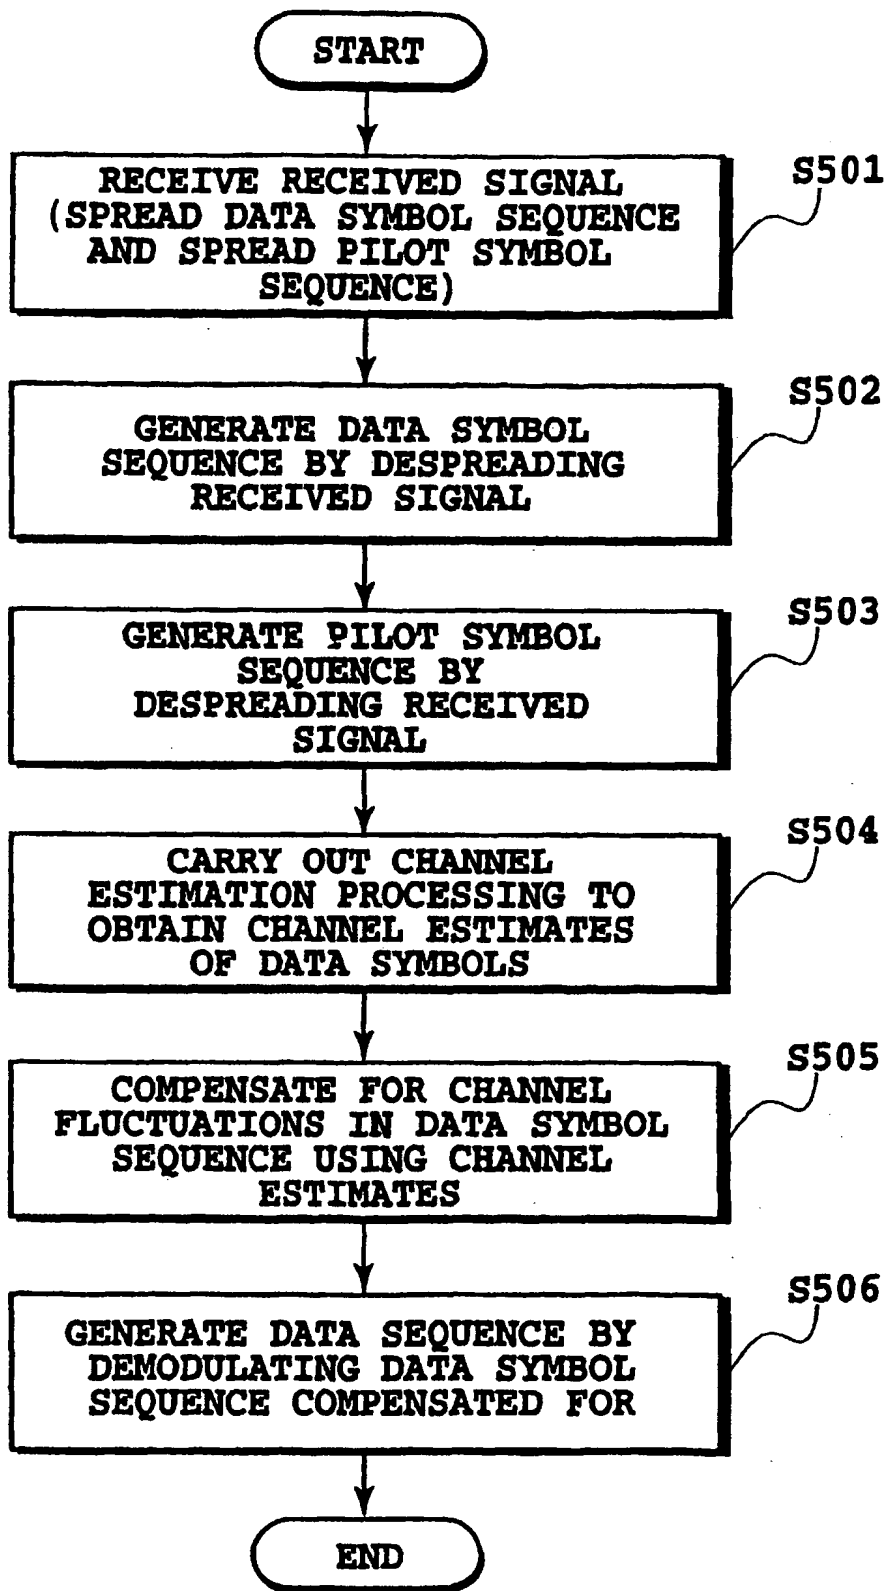 START
RECEIVE RECEIVED SIGNAL
(SPREAD DATA SYMBOL SEQUENCE
AND SPREAD PILOT SYMBOL
SEQUENCE)
S501
GENERATE DATA SYMBOL
SEQUENCE BY DESPREADING
RECEIVED SIGNAL
S502
GENERATE PILOT SYMBOL
SEQUENCE BY
DESPREADING RECEIVED
SIGNAL
S503
CARRY OUT CHANNEL
ESTIMATION PROCESSING TO
OBTAIN CHANNEL ESTIMATES
OF DATA SYMBOLS
S504
COMPENSATE FOR CHANNEL
FLUCTUATIONS IN DATA SYMBOL
SEQUENCE USING CHANNEL
ESTIMATES
S505
GENERATE DATA SEQUENCE BY
DEMODULATING DATA SYMBOL
SEQUENCE COMPENSATED FOR
S506
END